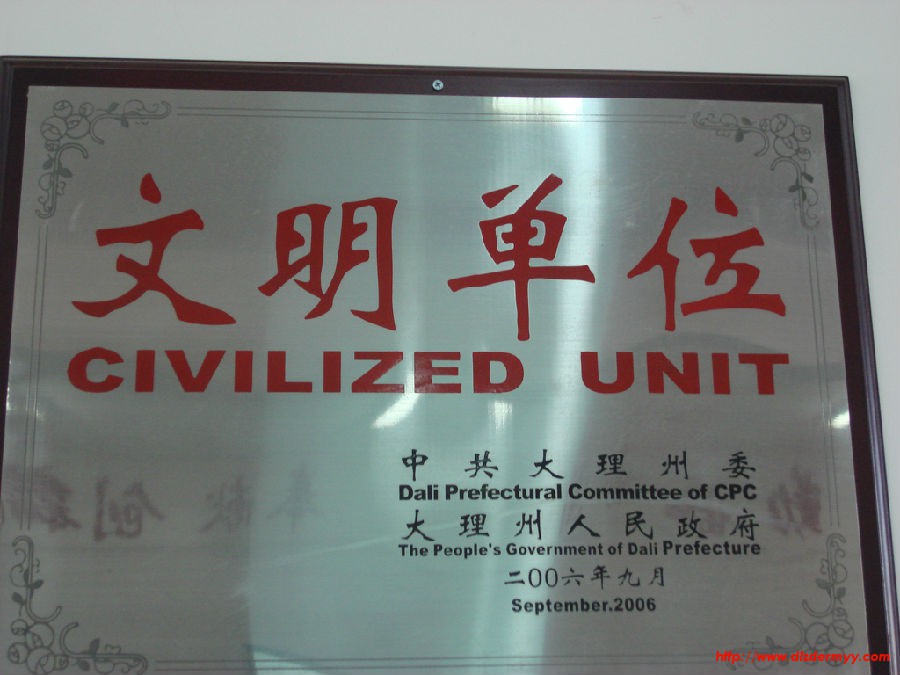 文明单位
CIVILIZED UNIT
中共大理州委
Dali Prefectural Committee of CPC
大理州人民政府
The People's Government of Dali Prefecture
二00六年九月
September.2006